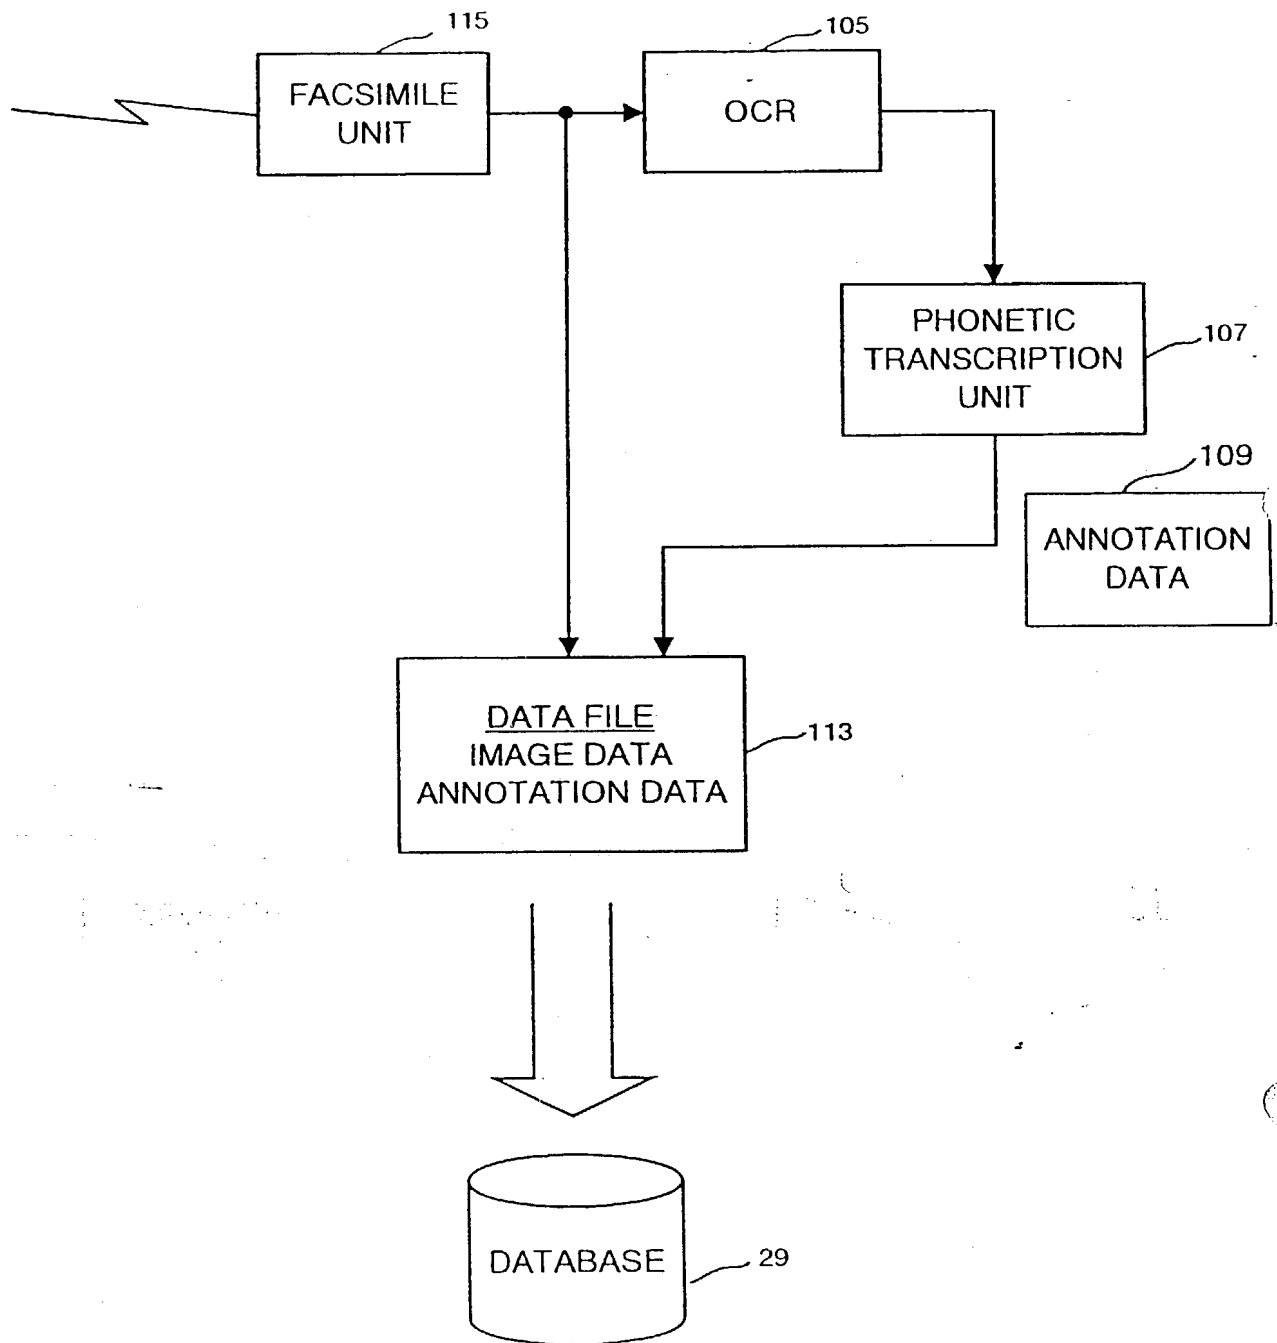 115
FACSIMILE
UNIT
105
OCR
PHONETIC
TRANSCRIPTION
UNIT
107
109
ANNOTATION
DATA
DATA FILE
IMAGE DATA
ANNOTATION DATA
113
DATABASE
29